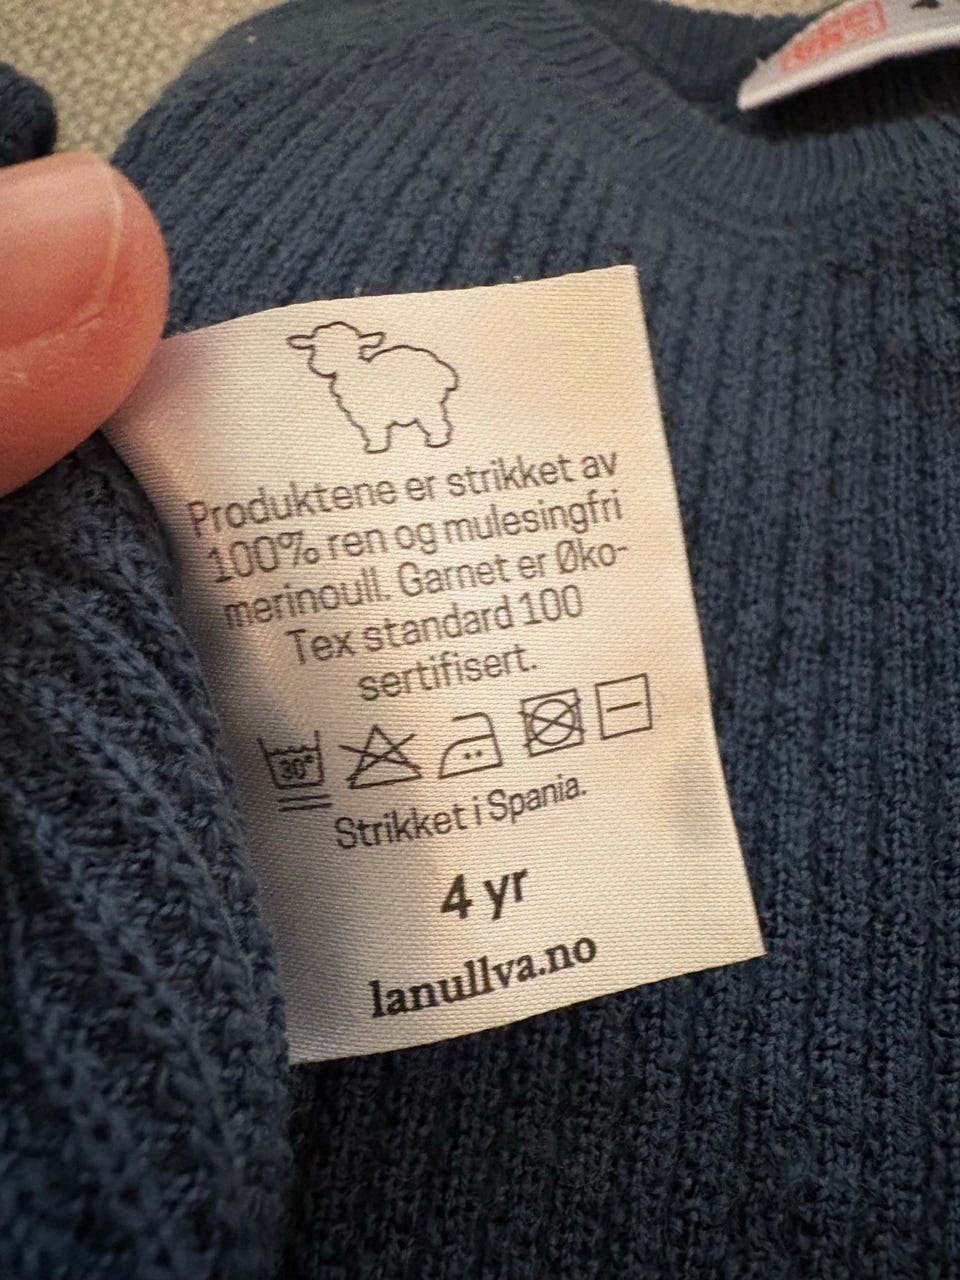 Produktene er strikket av
100% ren og mulesingfri
merinoull. Garnet er Øko-
Tex standard 100
sertifisert.
30°
Strikket i Spania.
4 yr
lanullva.no